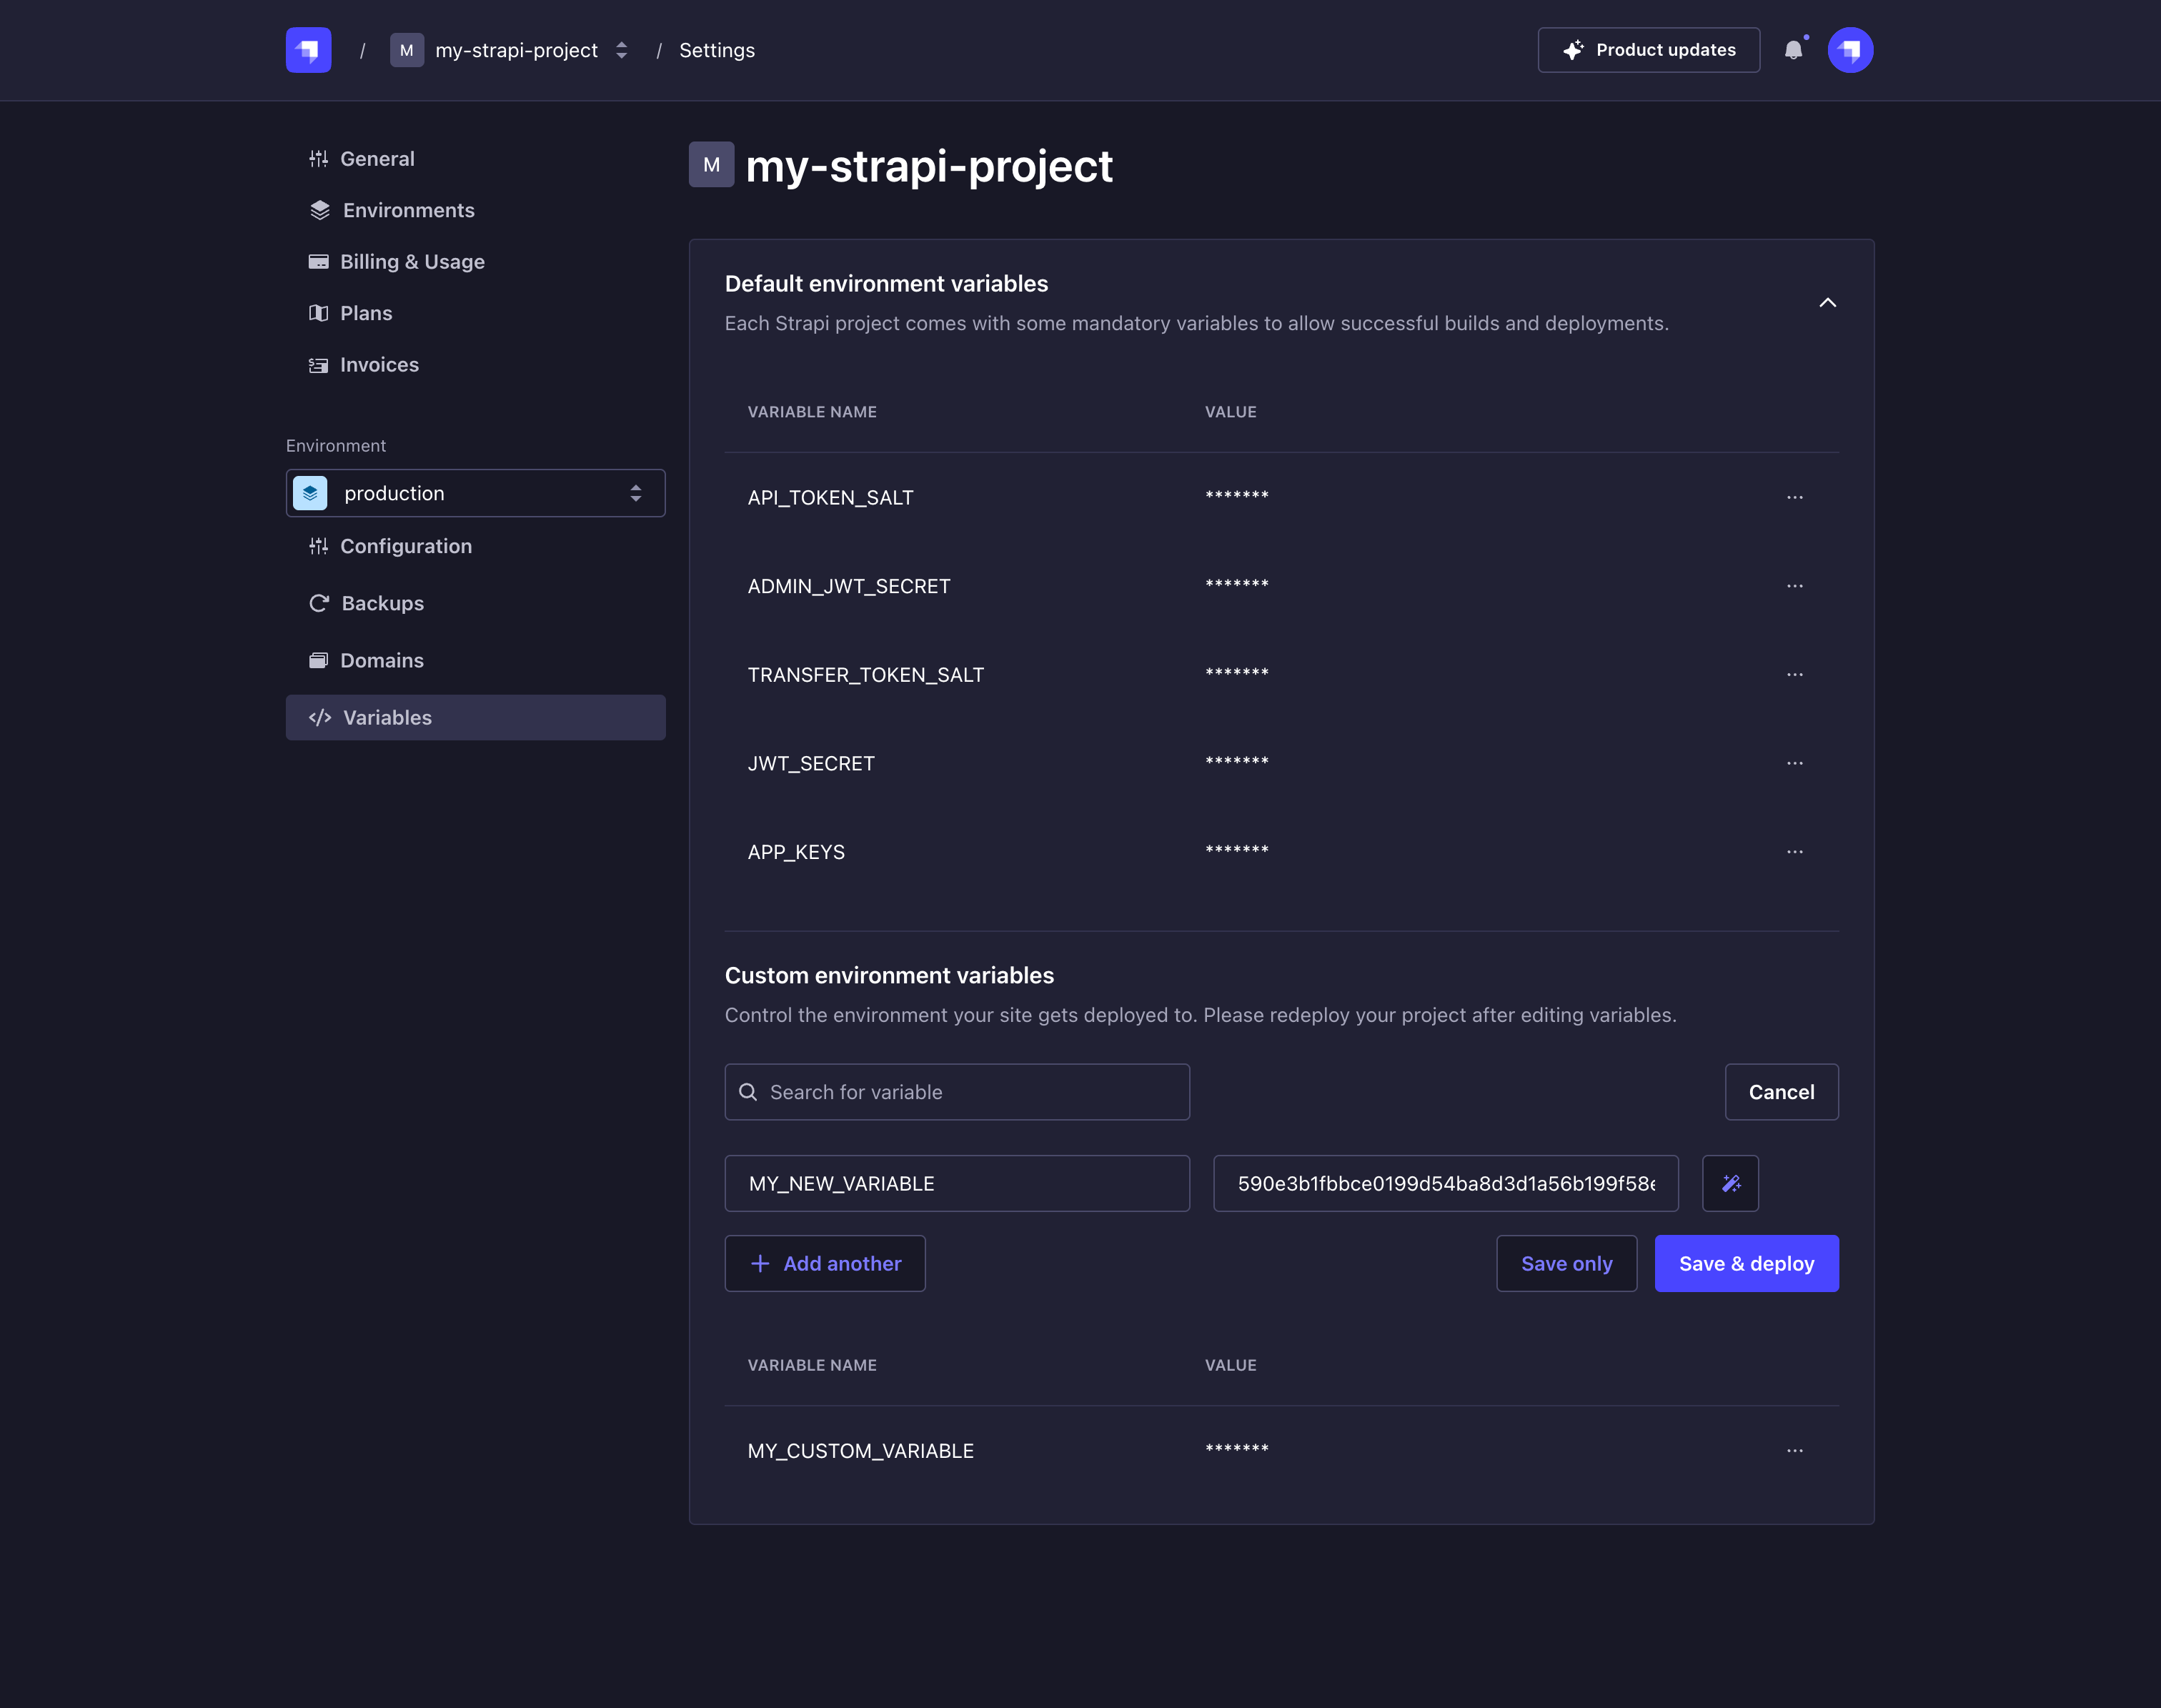 / M my-strapi-project / Settings
Product updates
General
Environments
Billing & Usage
Plans
Invoices
Environment
production
Configuration
Backups
Domains
</> Variables
M my-strapi-project
Default environment variables
Each Strapi project comes with some mandatory variables to allow successful builds and deployments.
VARIABLE NAME VALUE
API_TOKEN_SALT *******
ADMIN_JWT_SECRET *******
TRANSFER_TOKEN_SALT *******
JWT_SECRET *******
APP_KEYS *******
Custom environment variables
Control the environment your site gets deployed to. Please redeploy your project after editing variables.
Search for variable
Cancel
MY_NEW_VARIABLE 590e3b1fbbce0199d54ba8d3d1a56b199f58
Add another
Save only
Save & deploy
VARIABLE NAME VALUE
MY_CUSTOM_VARIABLE *******